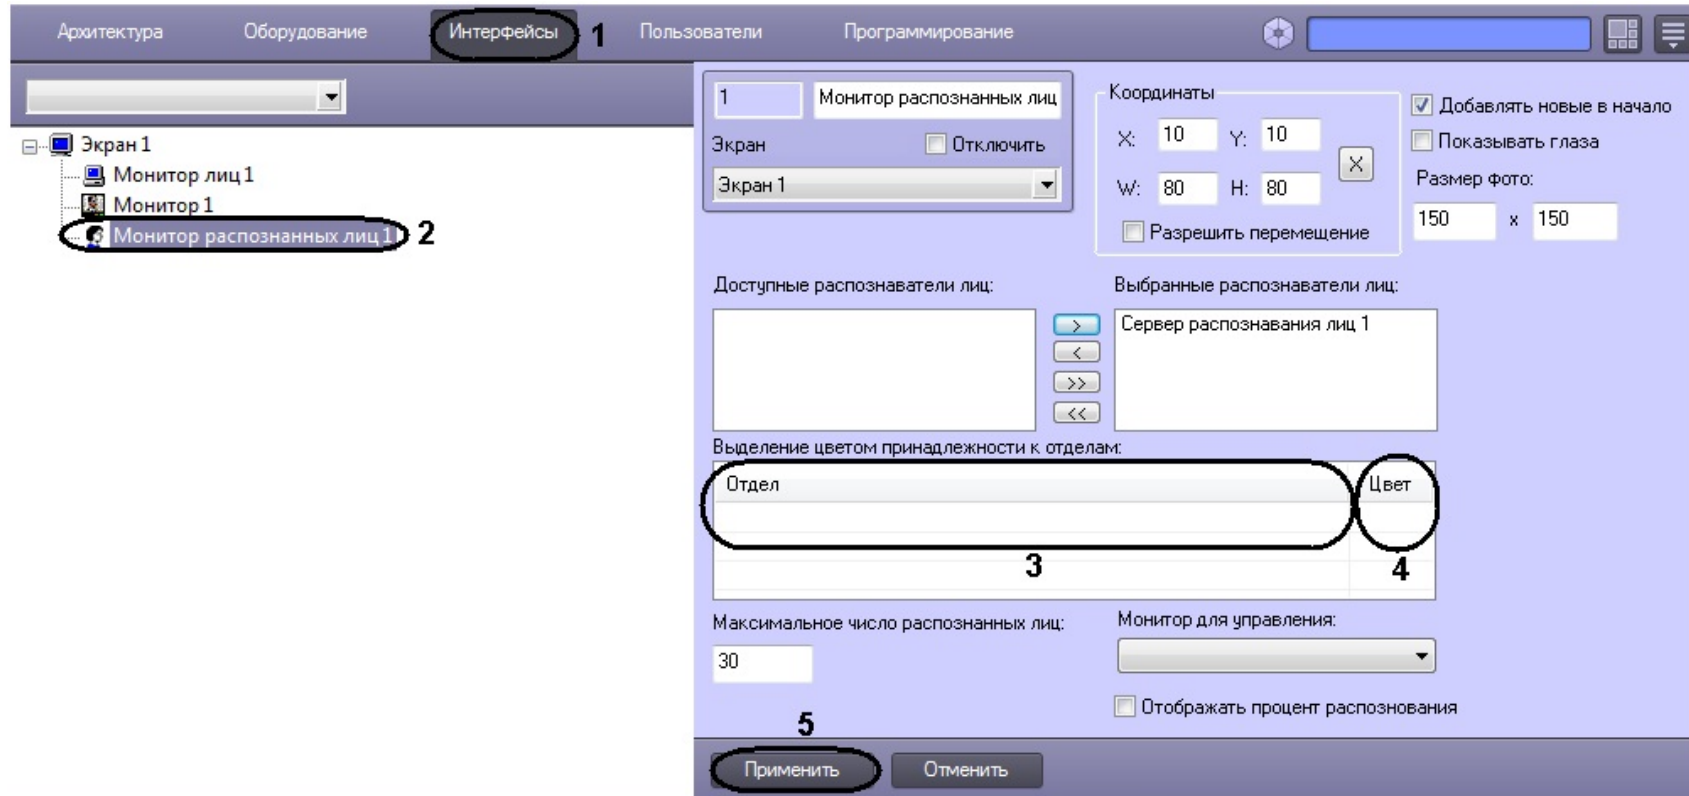 Архитектура Оборудование Интерфейсы 1 Пользователи Программирование
Экран 1
Монитор лиц 1
Монитор 1
Монитор распознанных лиц 1 2
1 Монитор распознанных лиц
Экран Отключить
Экран 1
Координаты
X: 10 Y: 10
X
W: 80 H: 80
Разрешить перемещение
Добавлять новые в начало
Показывать глаза
Размер фото:
150 x 150
Доступные распознаватели лиц: Выбранные распознаватели лиц:
> Сервер распознавания лиц 1
<
>>
<<
Выделение цветом принадлежности к отделам:
Отдел Цвет
3 4
Максимальное число распознанных лиц: Монитор для управления:
30
Отображать процент распознования
5
Применить Отменить